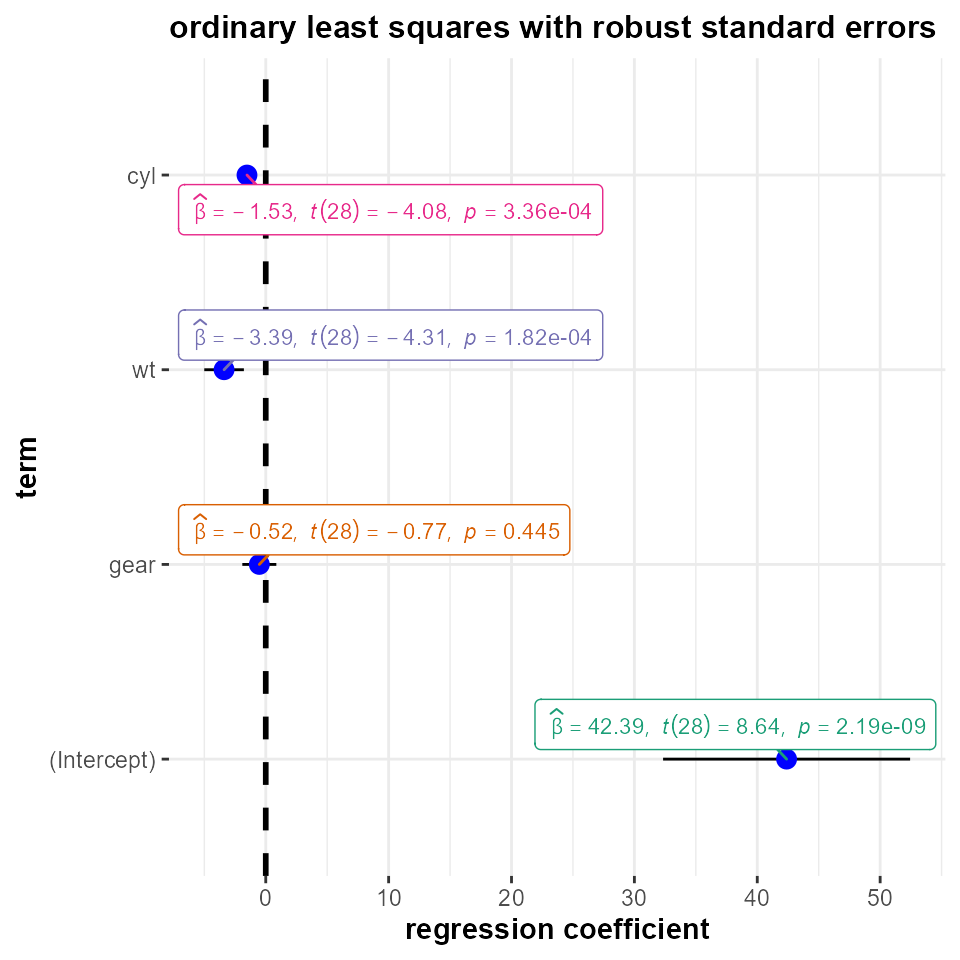 ordinary least squares with robust standard errors
cyl
β̂ = − 1.53, t(28) = − 4.08, p = 3.36e-04
β̂ = − 3.39, t(28) = − 4.31, p = 1.82e-04
wt
term
β̂ = − 0.52, t(28) = − 0.77, p = 0.445
gear
β̂ = 42.39, t(28) = 8.64, p = 2.19e-09
(Intercept)
0 10 20 30 40 50
regression coefficient